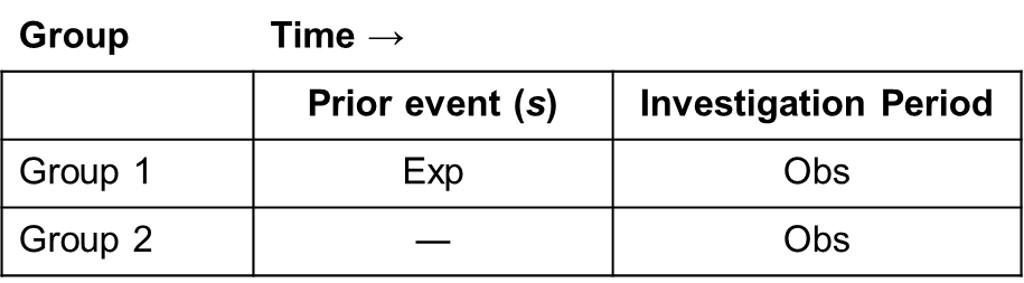 Group Time →
Prior event (s) Investigation Period
Group 1 Exp Obs
Group 2 — Obs